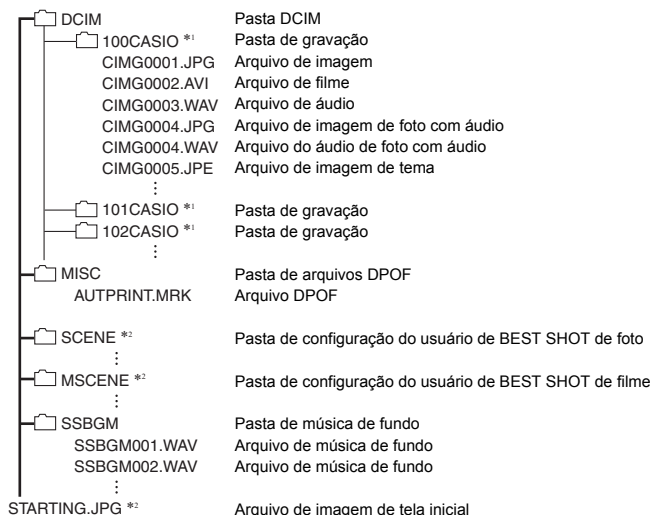 DCIM Pasta DCIM
100CASIO *1 Pasta de gravação
CIMG0001.JPG Arquivo de imagem
CIMG0002.AVI Arquivo de filme
CIMG0003.WAV Arquivo de áudio
CIMG0004.JPG Arquivo de imagem de foto com áudio
CIMG0004.WAV Arquivo do áudio de foto com áudio
CIMG0005.JPE Arquivo de imagem de tema
101CASIO *1 Pasta de gravação
102CASIO *1 Pasta de gravação
MISC Pasta de arquivos DPOF
AUTPRINT.MRK Arquivo DPOF
SCENE *2 Pasta de configuração do usuário de BEST SHOT de foto
MSCENE *2 Pasta de configuração do usuário de BEST SHOT de filme
SSBGM Pasta de música de fundo
SSBGM001.WAV Arquivo de música de fundo
SSBGM002.WAV Arquivo de música de fundo
STARTING.JPG *2 Arquivo de imagem de tela inicial